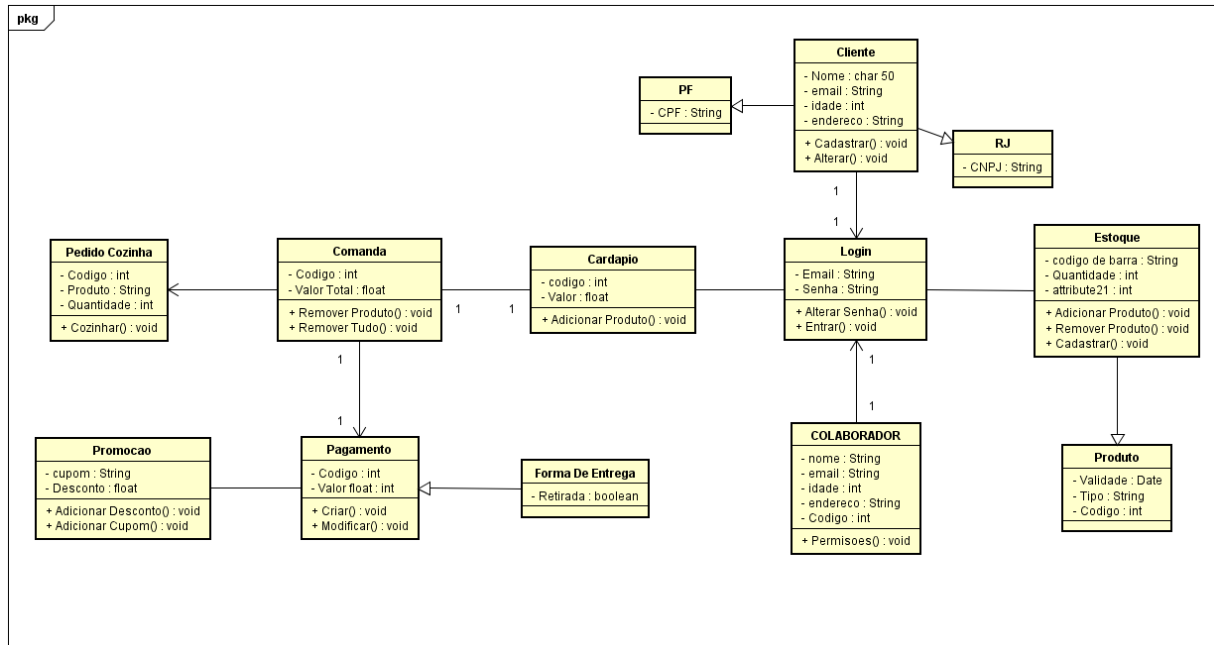 pkg
Cliente
- Nome : char 50
- email : String
- idade : int
- endereco : String
+ Cadastrar() : void
+ Alterar() : void
PF
- CPF : String
RJ
- CNPJ : String
1
1
Pedido Cozinha
- Codigo : int
- Produto : String
- Quantidade : int
+ Cozinhar() : void
Comanda
- Codigo : int
- Valor Total : float
+ Remover Produto() : void
+ Remover Tudo() : void
1
1
Cardapio
- codigo : int
- Valor : float
+ Adicionar Produto() : void
Login
- Email : String
- Senha : String
+ Alterar Senha() : void
+ Entrar() : void
Estoque
- codigo de barra : String
- Quantidade : int
- attribute21 : int
+ Adicionar Produto() : void
+ Remover Produto() : void
+ Cadastrar() : void
1
1
1
1
Promocao
- cupom : String
- Desconto : float
+ Adicionar Desconto() : void
+ Adicionar Cupom() : void
Pagamento
- Codigo : int
- Valor float : int
+ Criar() : void
+ Modificar() : void
Forma De Entrega
- Retirada : boolean
COLABORADOR
- nome : String
- email : String
- idade : int
- endereco : String
- Codigo : int
+ Permisoes() : void
Produto
- Validade : Date
- Tipo : String
- Codigo : int